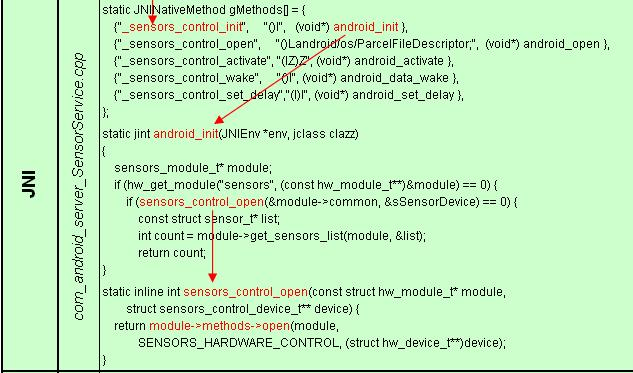 JNI
com_android_server_SensorService.cpp
static JNINativeMethod gMethods[] = {
{"_sensors_control_init", "()I", (void*) android_init },
{"_sensors_control_open", "()Landroid/os/ParcelFileDescriptor;", (void*) android_open },
{"_sensors_control_activate", "(IZ)Z", (void*) android_activate },
{"_sensors_control_wake", "()I", (void*) android_data_wake },
{"_sensors_control_set_delay","(I)I", (void*) android_set_delay },
};
static jint android_init(JNIEnv *env, jclass clazz)
{
sensors_module_t* module;
if (hw_get_module("sensors", (const hw_module_t**)&module) == 0) {
if (sensors_control_open(&module->common, &sSensorDevice) == 0) {
const struct sensor_t* list;
int count = module->get_sensors_list(module, &list);
return count;
}
static inline int sensors_control_open(const struct hw_module_t* module,
struct sensors_control_device_t** device) {
return module->methods->open(module,
SENSORS_HARDWARE_CONTROL, (struct hw_device_t**)device);
}